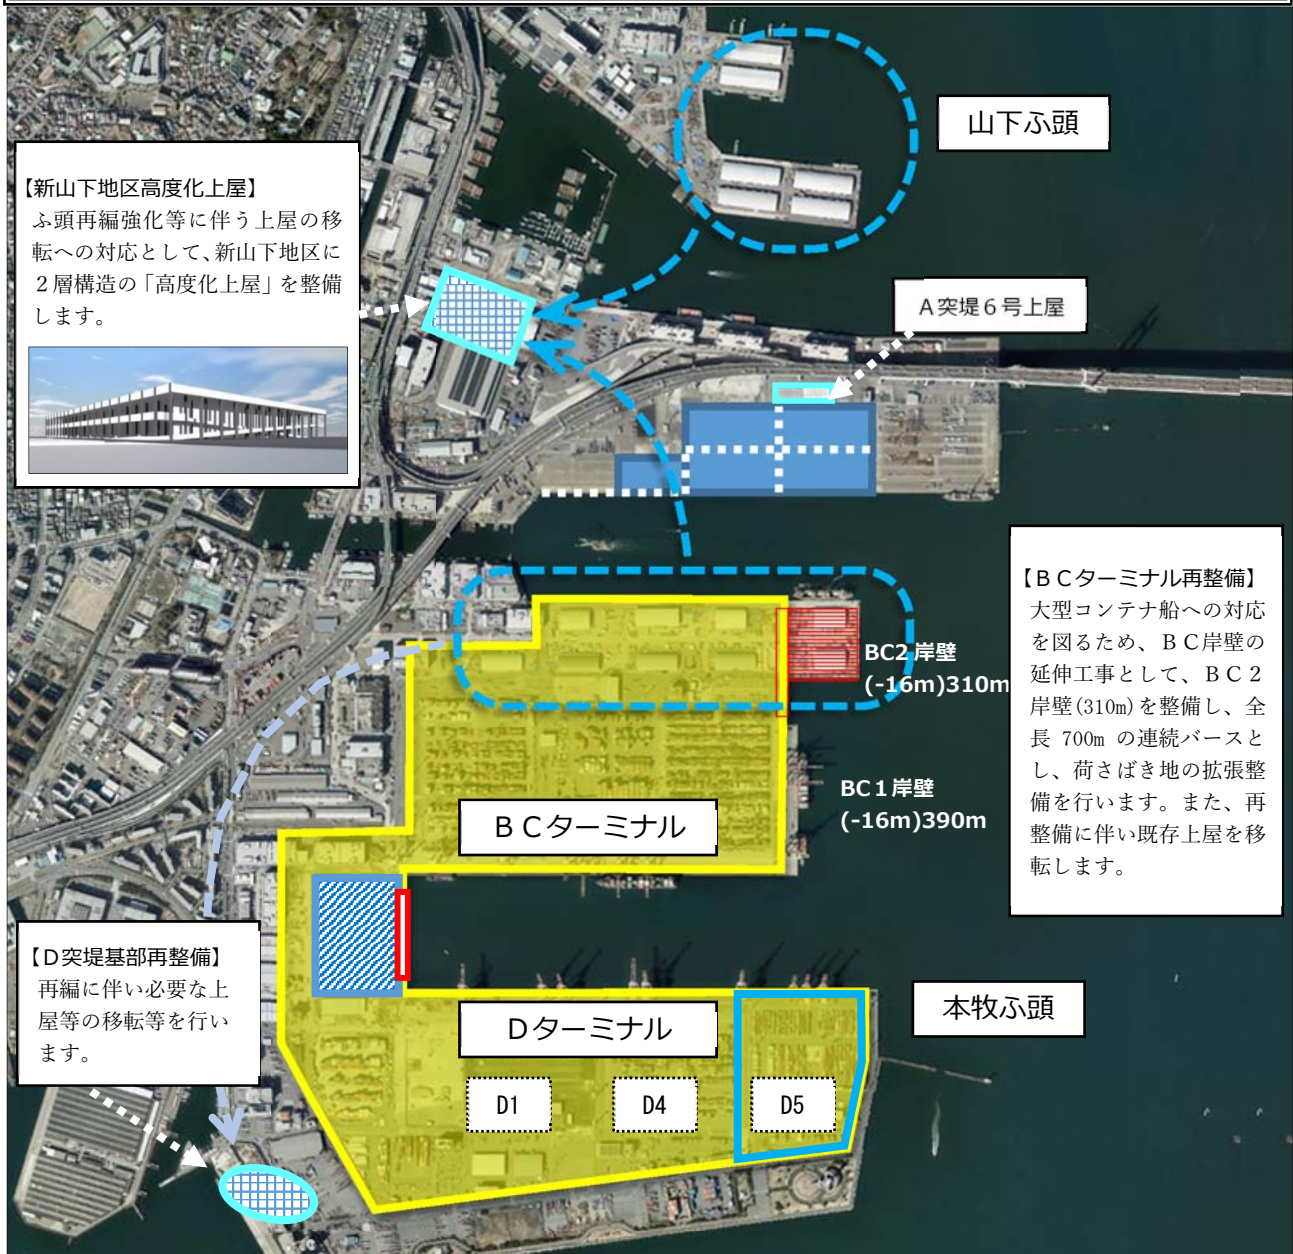 山下ふ頭
【新山下地区高度化上屋】
ふ頭再編強化等に伴う上屋の移
転への対応として、新山下地区に
２層構造の「高度化上屋」を整備
します。
Ａ突堤６号上屋
【ＢＣターミナル再整備】
大型コンテナ船への対応
を図るため、ＢＣ岸壁の
延伸工事として、ＢＣ２
岸壁(310m)を整備し、全
長 700m の連続バースと
し、荷さばき地の拡張整
備を行います。また、再
整備に伴い既存上屋を移
転します。
BC2 岸壁
(-16m)310m
BC１岸壁
(-16m)390m
ＢＣターミナル
【Ｄ突堤基部再整備】
再編に伴い必要な上
屋等の移転等を行い
ます。
Ｄターミナル
本牧ふ頭
D1
D4
D5